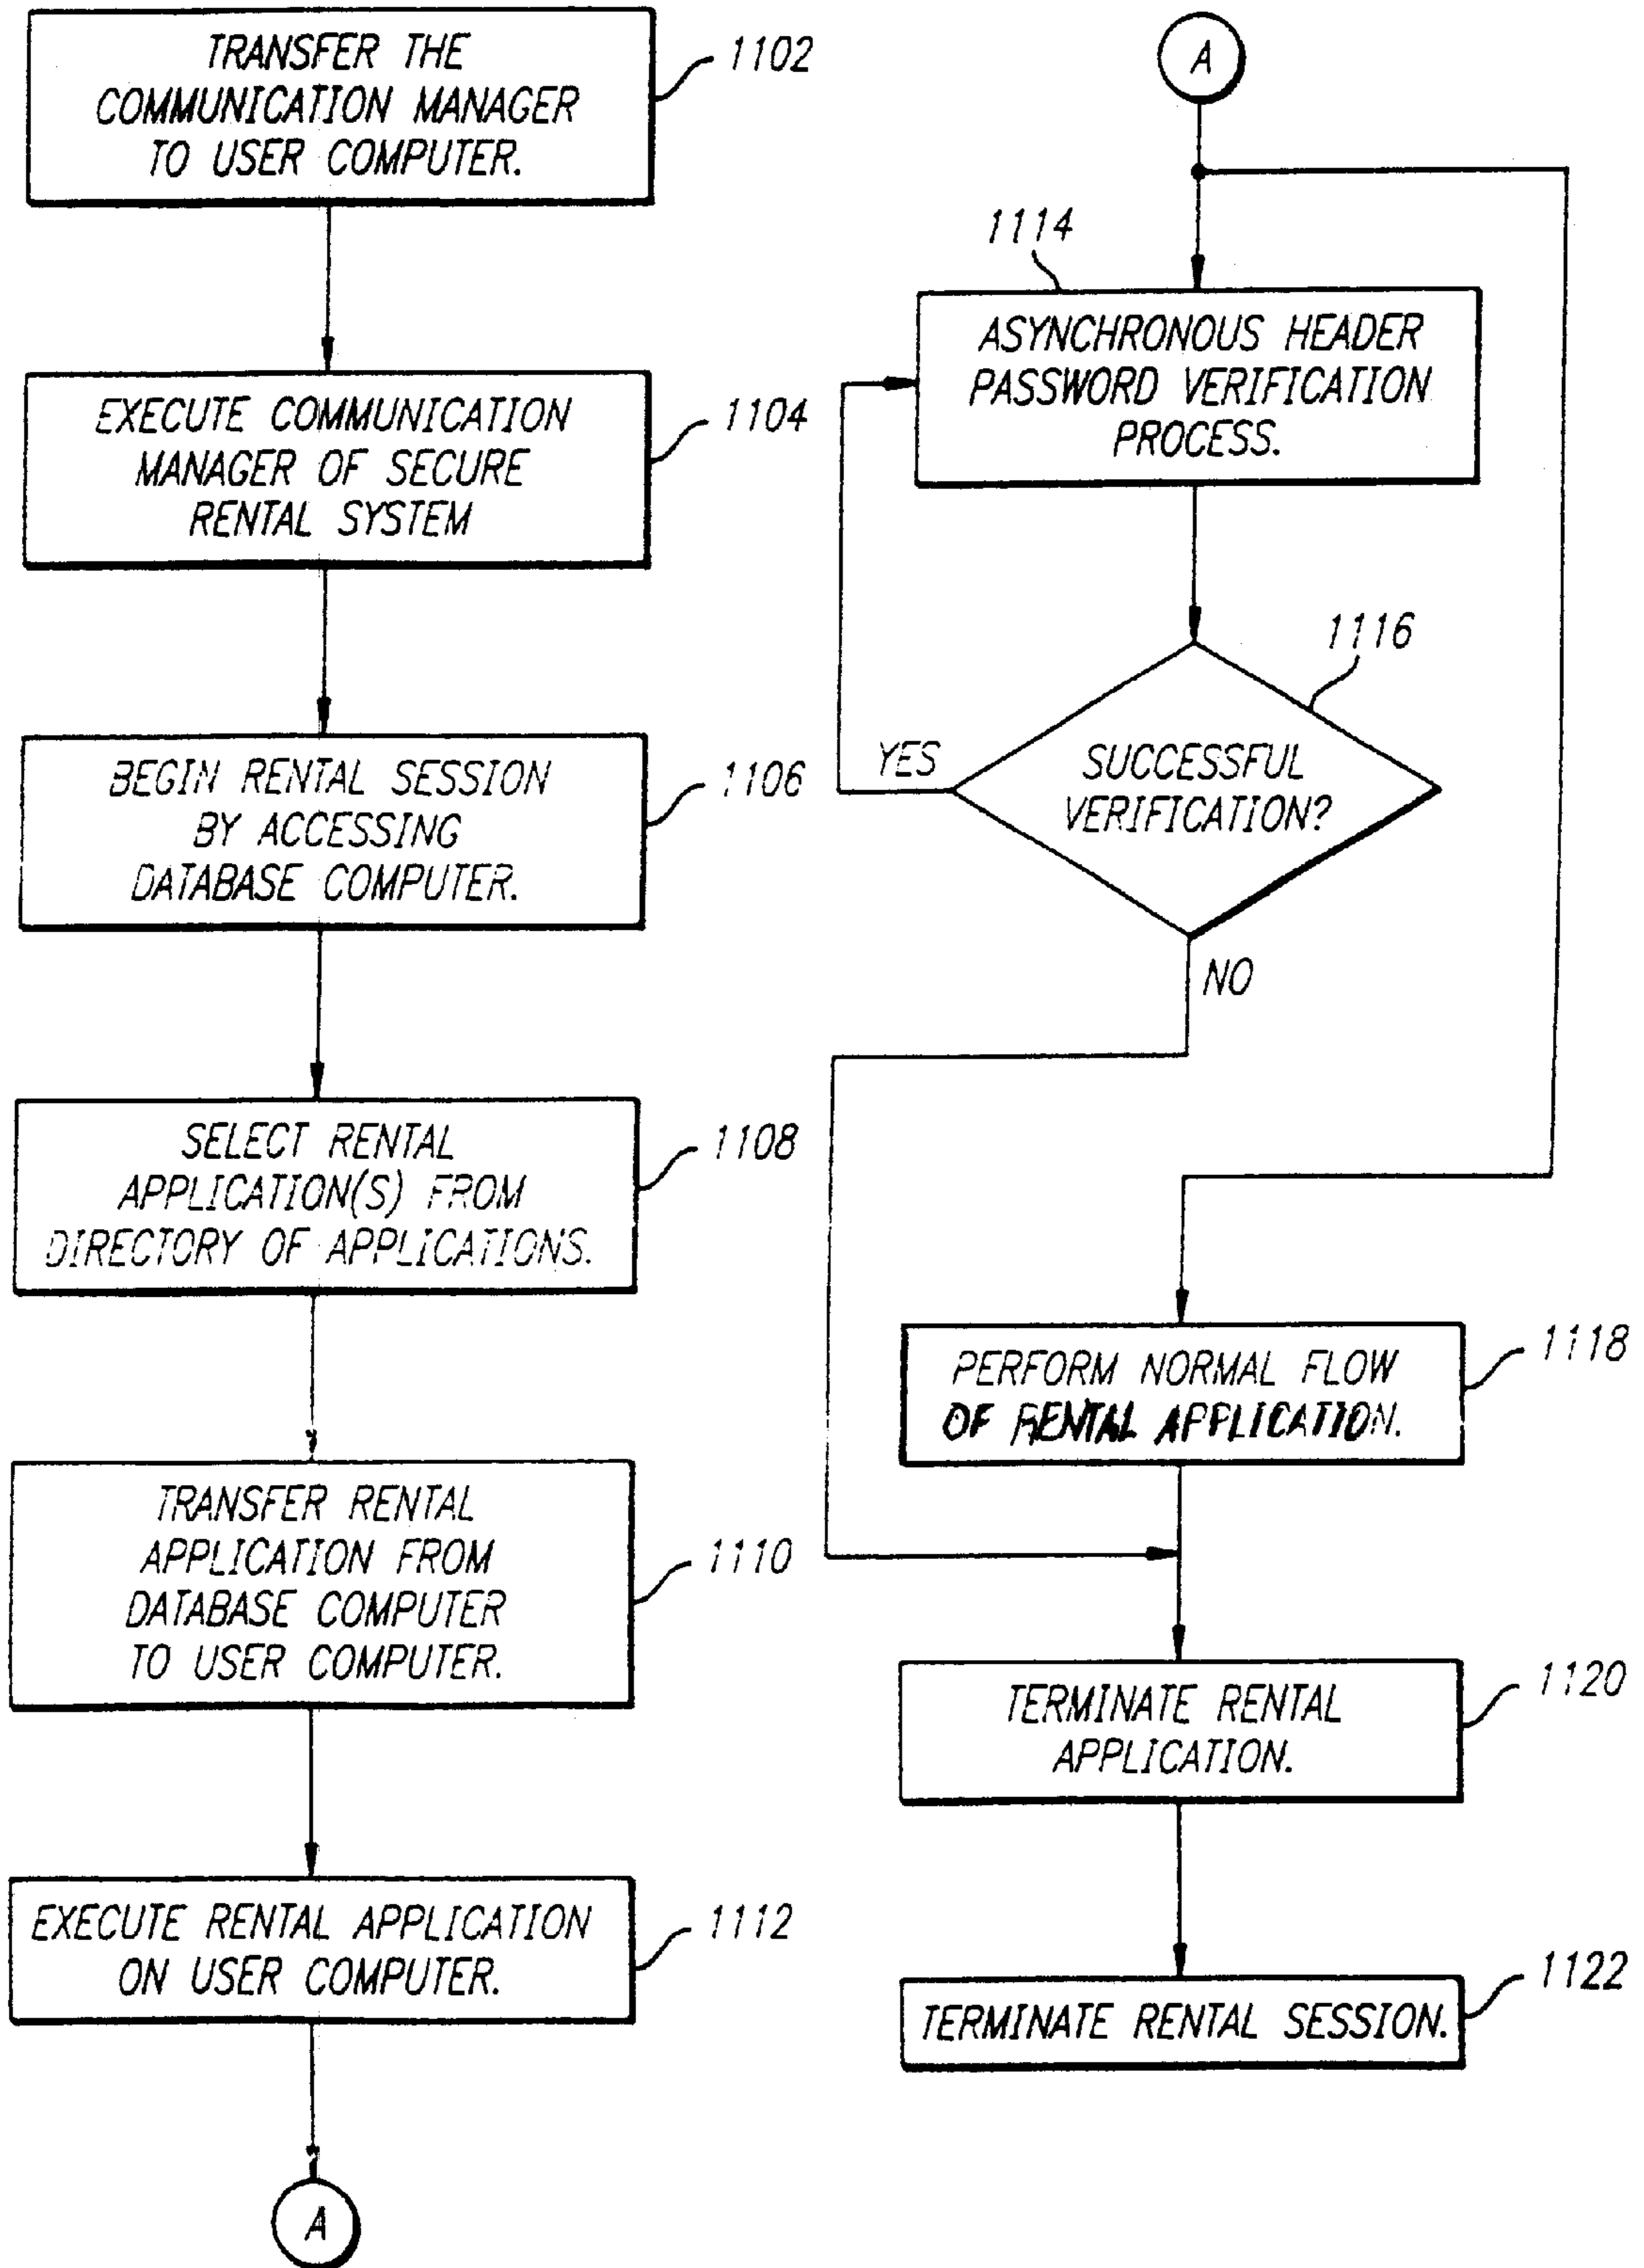 TRANSFER THE
COMMUNICATION MANAGER
TO USER COMPUTER.
1102
EXECUTE COMMUNICATION
MANAGER OF SECURE
RENTAL SYSTEM
1104
BEGIN RENTAL SESSION
BY ACCESSING
DATABASE COMPUTER.
1106
SELECT RENTAL
APPLICATION(S) FROM
DIRECTORY OF APPLICATIONS.
1108
TRANSFER RENTAL
APPLICATION FROM
DATABASE COMPUTER
TO USER COMPUTER.
1110
EXECUTE RENTAL APPLICATION
ON USER COMPUTER.
1112
A
A
1114
ASYNCHRONOUS HEADER
PASSWORD VERIFICATION
PROCESS.
1116
YES
SUCCESSFUL
VERIFICATION?
NO
PERFORM NORMAL FLOW
OF RENTAL APPLICATION.
1118
TERMINATE RENTAL
APPLICATION.
1120
TERMINATE RENTAL SESSION.
1122